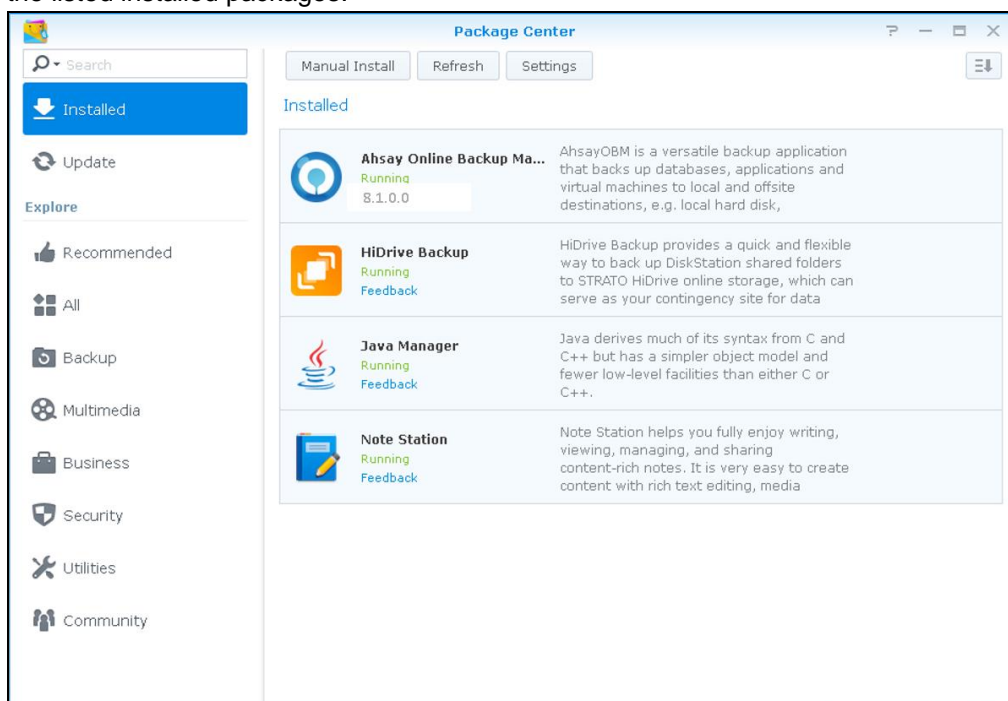 the listed installed packages.
Package Center
Search
Manual Install
Refresh
Settings
Installed
Update
Explore
Recommended
All
Backup
Multimedia
Business
Security
Utilities
Community
Installed
Ahsay Online Backup Ma...
Running
8.1.0.0
AhsayOBM is a versatile backup application
that backs up databases, applications and
virtual machines to local and offsite
destinations, e.g. local hard disk,
HiDrive Backup
Running
Feedback
HiDrive Backup provides a quick and flexible
way to back up DiskStation shared folders
to STRATO HiDrive online storage, which can
serve as your contingency site for data
Java Manager
Running
Feedback
Java derives much of its syntax from C and
C++ but has a simpler object model and
fewer low-level facilities than either C or
C++.
Note Station
Running
Feedback
Note Station helps you fully enjoy writing,
viewing, managing, and sharing
content-rich notes. It is very easy to create
content with rich text editing, media